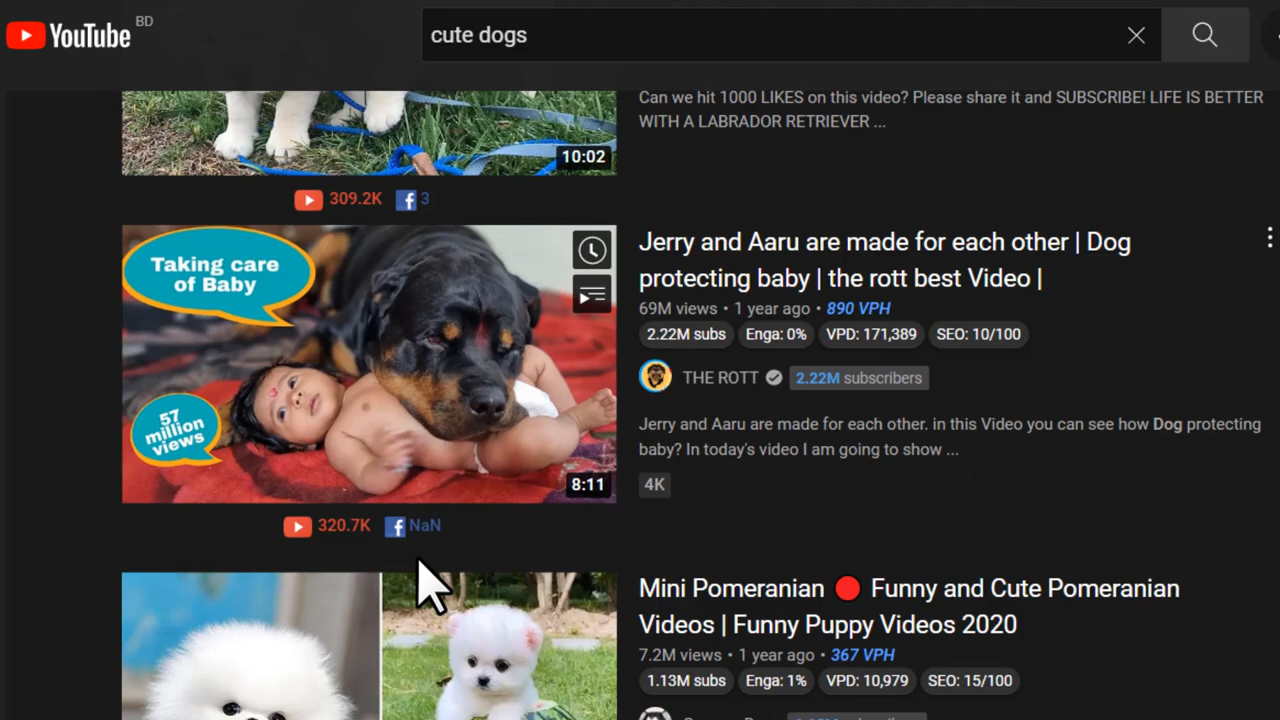 YouTube BD
cute dogs
Can we hit 1000 LIKES on this video? Please share it and SUBSCRIBE! LIFE IS BETTER
WITH A LABRADOR RETRIEVER ...
10:02
309.2K 3
Taking care
of Baby
57
million
views
8:11
Jerry and Aaru are made for each other | Dog
protecting baby | the rott best Video |
69M views • 1 year ago • 890 VPH
2.22M subs Enga: 0% VPD: 171,389 SEO: 10/100
THE ROTT 2.22M subscribers
Jerry and Aaru are made for each other. in this Video you can see how Dog protecting
baby? In today's video I am going to show ...
4K
320.7K NaN
Mini Pomeranian 🔴 Funny and Cute Pomeranian
Videos | Funny Puppy Videos 2020
7.2M views • 1 year ago • 367 VPH
1.13M subs Enga: 1% VPD: 10,979 SEO: 15/100